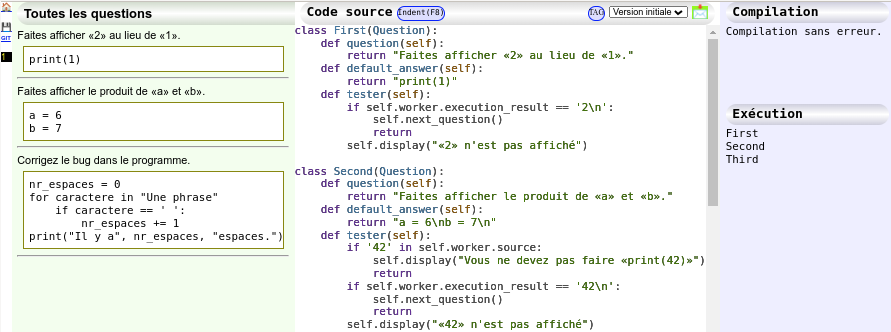 Toutes les questions
Faites afficher «2» au lieu de «1».
print(1)
Faites afficher le produit de «a» et «b».
a = 6
b = 7
Corrigez le bug dans le programme.
nr_espaces = 0
for caractere in "Une phrase"
    if caractere == ' ':
        nr_espaces += 1
print("Il y a", nr_espaces, "espaces.")
GIT
1
Code source
Indent(F8)
TAG
Version initiale
class First(Question):
    def question(self):
        return "Faites afficher «2» au lieu de «1»."
    def default_answer(self):
        return "print(1)"
    def tester(self):
        if self.worker.execution_result == '2\n':
            self.next_question()
            return
        self.display("«2» n'est pas affiché")
class Second(Question):
    def question(self):
        return "Faites afficher le produit de «a» et «b»."
    def default_answer(self):
        return "a = 6\nb = 7\n"
    def tester(self):
        if '42' in self.worker.source:
            self.display("Vous ne devez pas faire «print(42)»")
            return
        if self.worker.execution_result == '42\n':
            self.next_question()
            return
        self.display("«42» n'est pas affiché")
Compilation
Compilation sans erreur.
Exécution
First
Second
Third